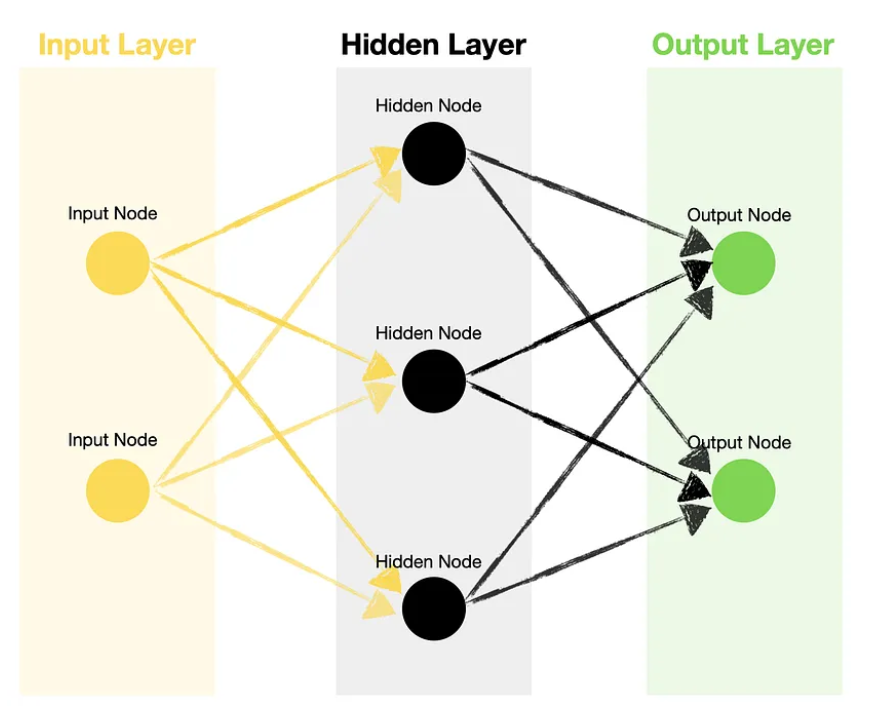 Input Layer
Hidden Layer
Output Layer
Hidden Node
Input Node
Output Node
Hidden Node
Input Node
Output Node
Hidden Node